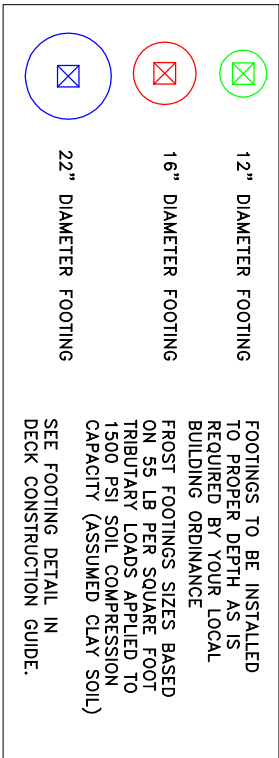 12" DIAMETER FOOTING
16" DIAMETER FOOTING
22" DIAMETER FOOTING
FOOTINGS TO BE INSTALLED
TO PROPER DEPTH AS IS
REQUIRED BY YOUR LOCAL
BUILDING ORDINANCE
FROST FOOTINGS SIZES BASED
ON 55 LB PER SQUARE FOOT
TRIBUTARY LOADS APPLIED TO
1500 PSI SOIL COMPRESSION
CAPACITY (ASSUMED CLAY SOIL)
SEE FOOTING DETAIL IN
DECK CONSTRUCTION GUIDE.